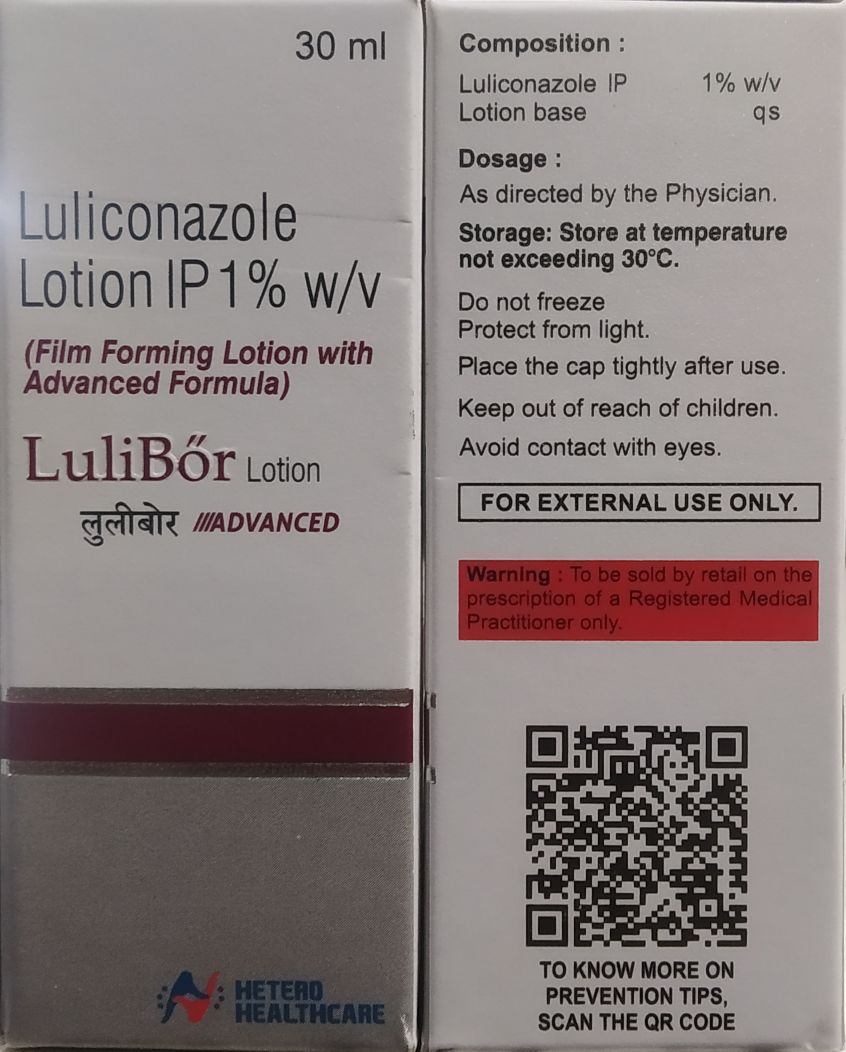 30 ml
Luliconazole
Lotion IP 1% w/v
(Film Forming Lotion with
Advanced Formula)
LuliBőr Lotion
लुलीबोर ///ADVANCED
HETERO
HEALTHCARE
Composition :
Luliconazole IP 1% w/v
Lotion base qs
Dosage :
As directed by the Physician.
Storage: Store at temperature
not exceeding 30°C.
Do not freeze
Protect from light.
Place the cap tightly after use.
Keep out of reach of children.
Avoid contact with eyes.
FOR EXTERNAL USE ONLY.
Warning : To be sold by retail on the
prescription of a Registered Medical
Practitioner only.
TO KNOW MORE ON
PREVENTION TIPS,
SCAN THE QR CODE